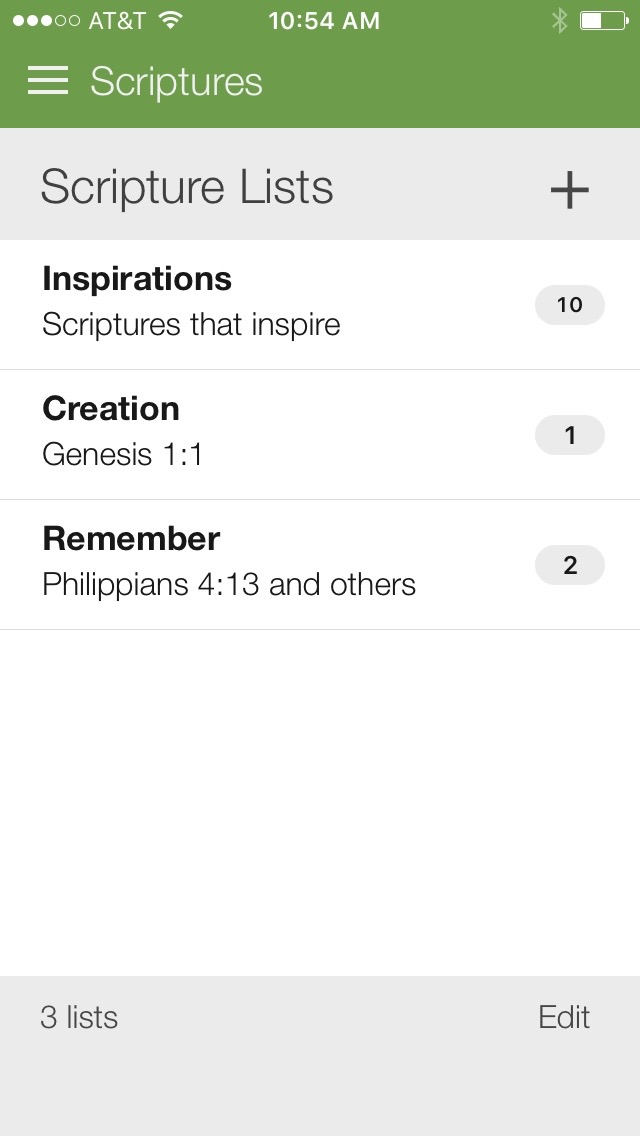 AT&T 10:54 AM
Scriptures
Scripture Lists +
Inspirations
Scriptures that inspire
10
Creation
Genesis 1:1
1
Remember
Philippians 4:13 and others
2
3 lists Edit